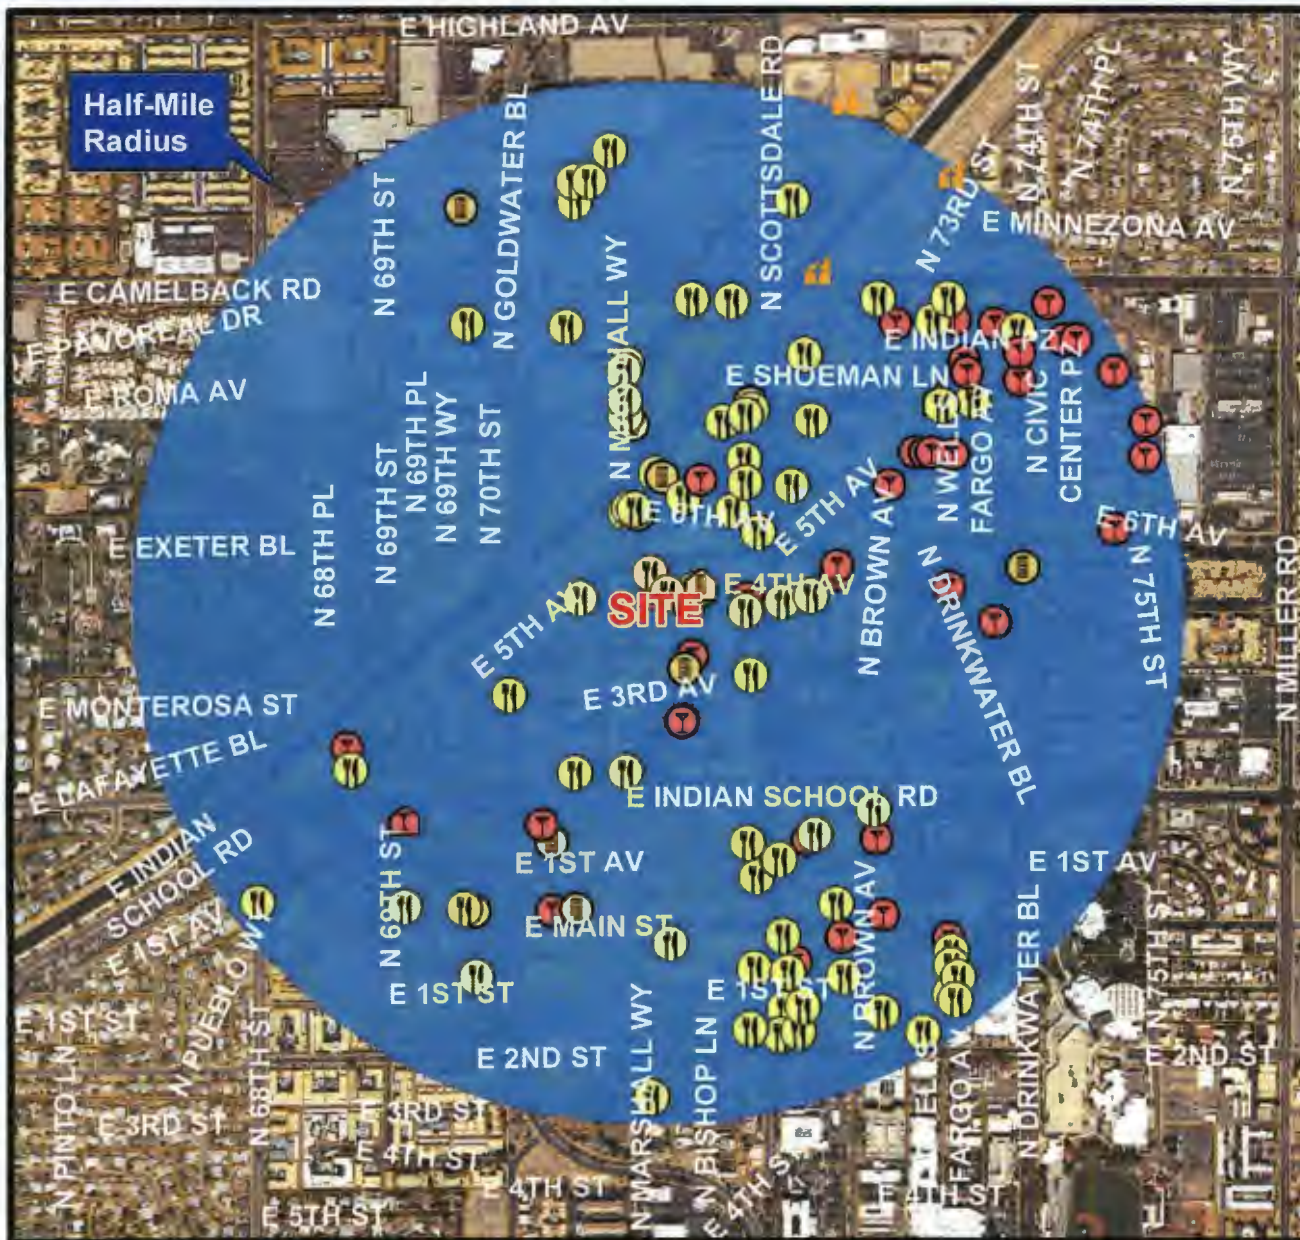 E HIGHLAND AV
Half-Mile
Radius
N 69TH ST
N GOLDWATER BL
N SCOTTSDALE RD
N 73RD ST
N 74TH ST
N 74TH PL
N 75TH WY
E MINNEZONA AV
E CAMELBACK RD
E PAVOREAL DR
E ROMA AV
N 69TH PL
N 69TH WY
N 70TH ST
N 69TH ST
N 68TH PL
E INDIAN PZ
E SHOEMAN LN
N CIVIC
CENTER PZ
FARGO AV
E 5TH AV
E 6TH AV
E EXETER BL
E 4TH AV
SITE
E 5TH AV
N BROWN AV
N DRINKWATER BL
N 75TH ST
N MILLER RD
E 3RD AV
E MONTEROSA ST
E LAFAYETTE BL
E INDIAN SCHOOL RD
E INDIAN
SCHOOL RD
E 1ST AV
E 1ST AV
E 1ST AV
E MAIN ST
N 69TH ST
N BROWN AV
N DRINKWATER BL
N 75TH ST
E 1ST ST
E 1ST ST
E 1ST ST
E 2ND ST
E 2ND ST
N 68TH ST
N PINTO LN
N MARSHALL WY
N BISHOP LN
FARGO AV
E 3RD ST
E 3RD ST
E 4TH ST
E 4TH ST
E 4TH ST
E 5TH ST